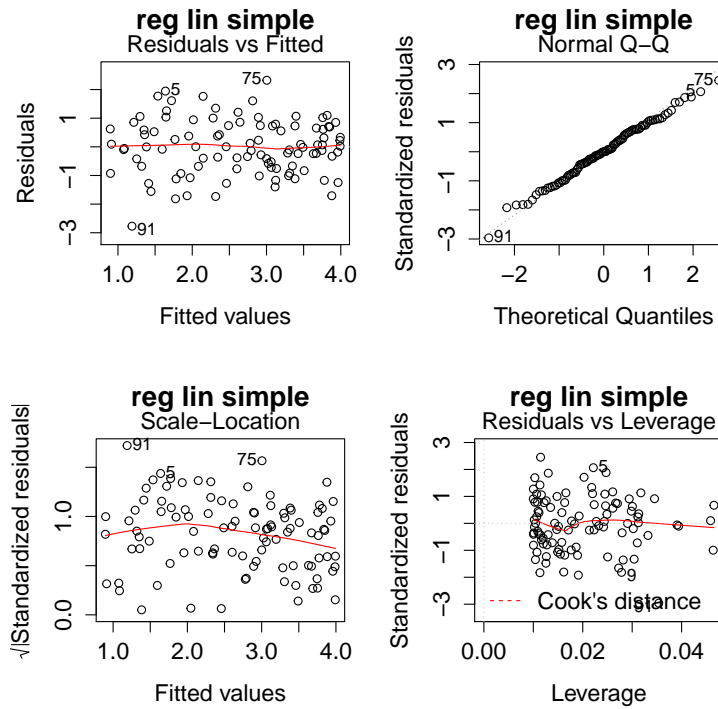 reg lin simple
Residuals vs Fitted
Residuals
1
−1
−3
5
75
91
1.0 2.0 3.0 4.0
Fitted values
reg lin simple
Normal Q−Q
Standardized residuals
3
1
−1
−3
75
5
91
−2 0 1 2
Theoretical Quantiles
reg lin simple
Scale−Location
√|Standardized residuals|
1.0
0.0
91
75
5
1.0 2.0 3.0 4.0
Fitted values
reg lin simple
Residuals vs Leverage
Standardized residuals
3
1
−1
−3
5
9
Cook's distance
0.00 0.02 0.04
Leverage